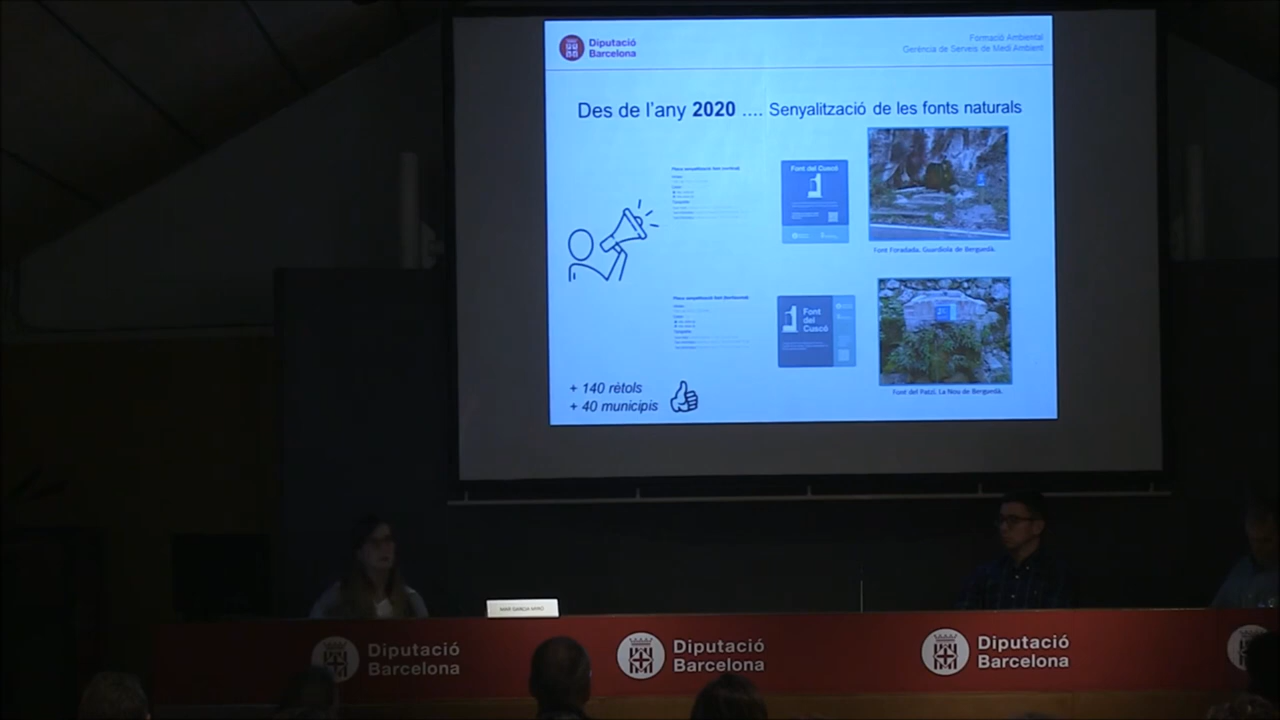 Diputació
Barcelona
Formació Ambiental
Gerència de Serveis de Medi Ambient
Des de l'any 2020 .... Senyalització de les fonts naturals
Font del Cuscó
Font Foradada. Guardiola de Berguedà.
Font
del
Cuscó
Font del Patzi. La Nou de Berguedà.
+ 140 rètols
+ 40 municipis
Diputació
Barcelona
Diputació
Barcelona
Diputació
Barcelona